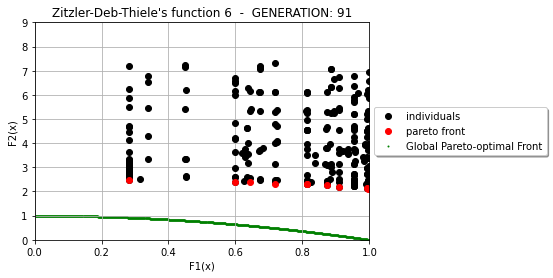 Zitzler-Deb-Thiele's function 6 - GENERATION: 91
F2(x)
9
8
7
6
5
4
3
2
1
0
0.0 0.2 0.4 0.6 0.8 1.0
F1(x)
individuals
pareto front
Global Pareto-optimal Front